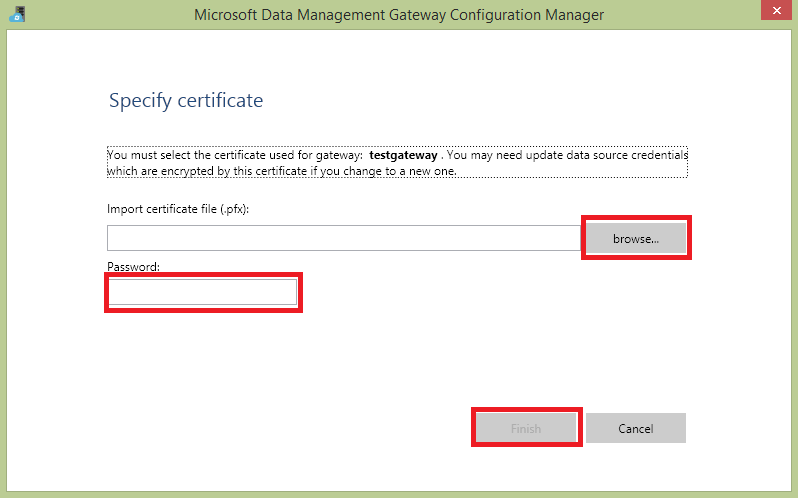 Microsoft Data Management Gateway Configuration Manager
Specify certificate
You must select the certificate used for gateway: testgateway . You may need update data source credentials
which are encrypted by this certificate if you change to a new one.
Import certificate file (.pfx):
browse...
Password:
Finish
Cancel